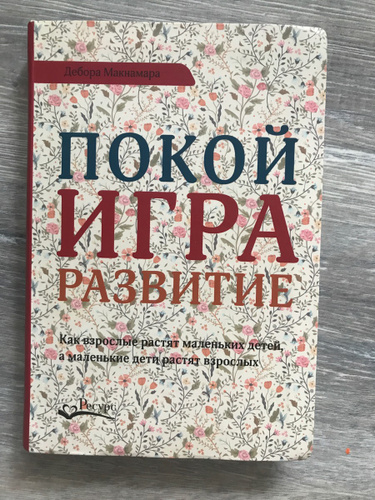 Дебора Макнамара
ПОКОЙ
ИГРА
РАЗВИТИЕ
Как взрослые растят маленьких детей,
а маленькие дети растят взрослых
Ресурс